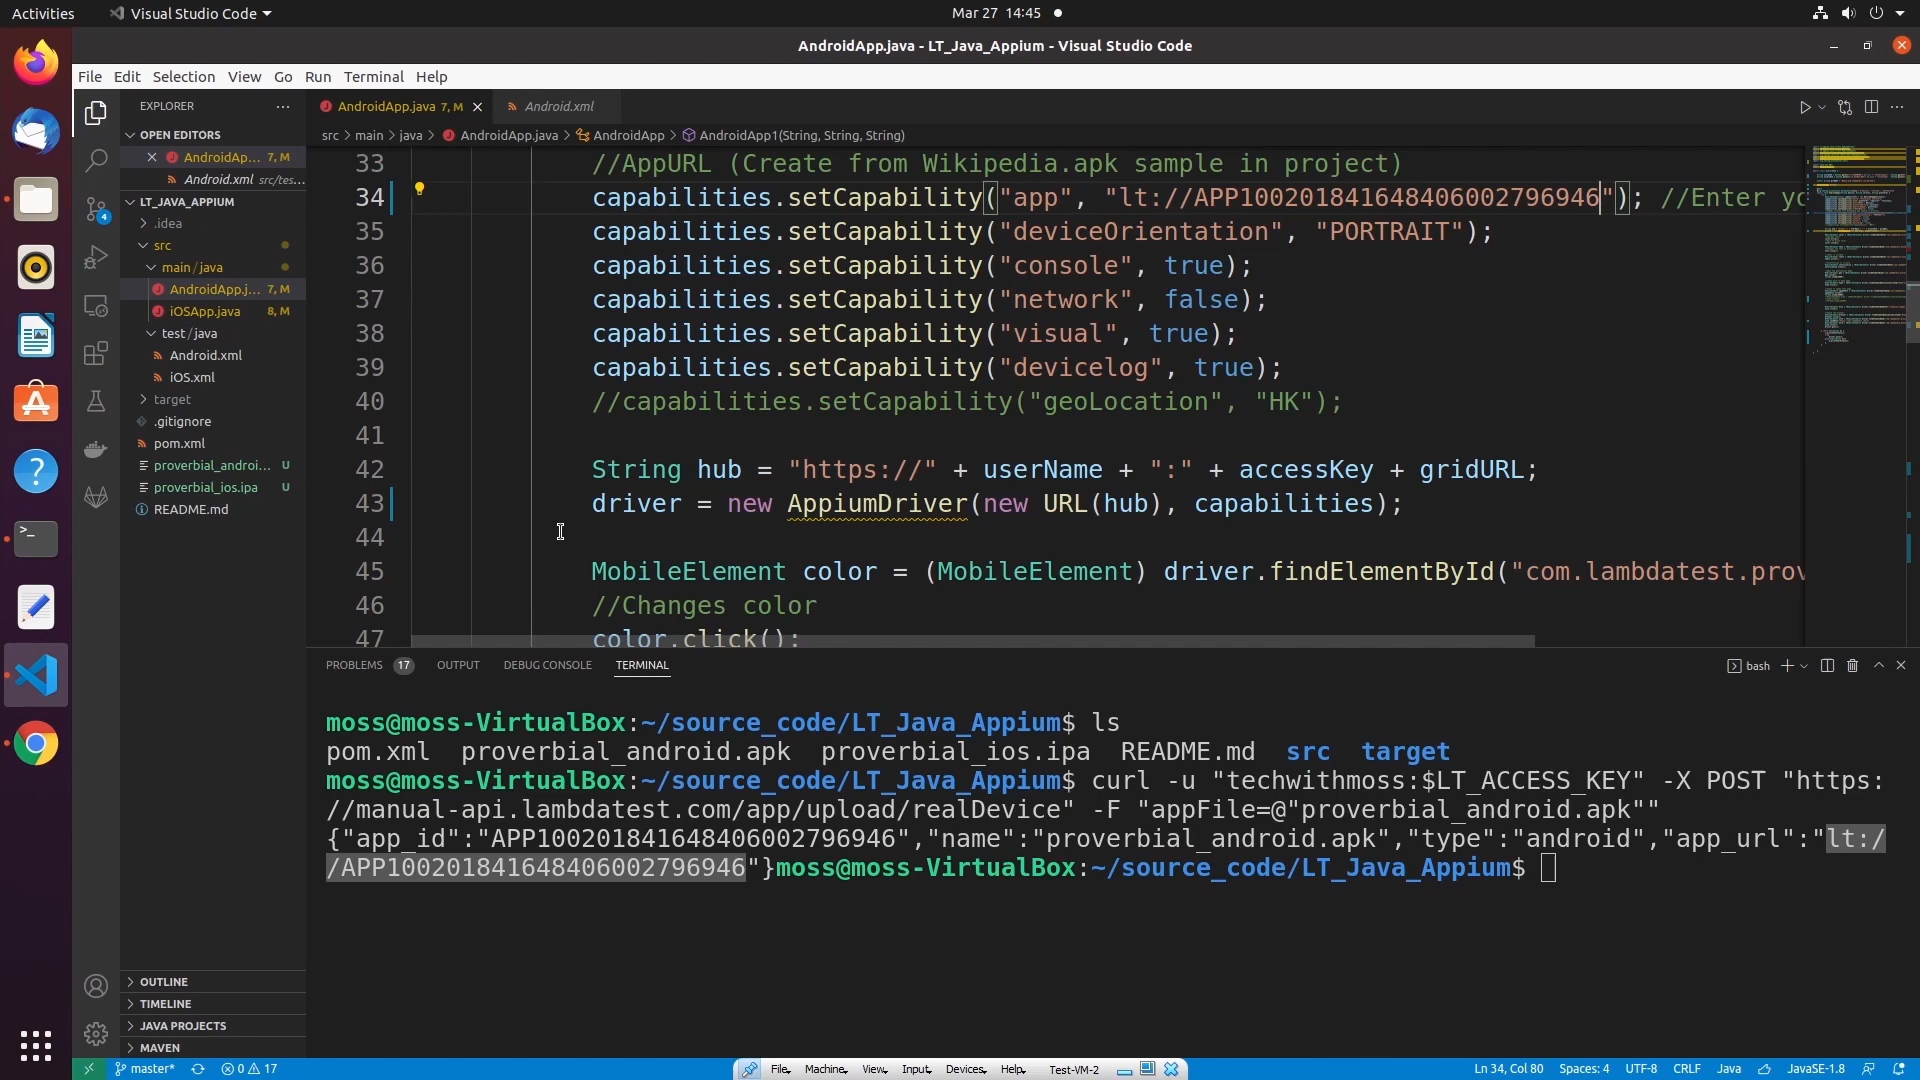 Activities
Visual Studio Code
Mar 27 14:45
AndroidApp.java - LT_Java_Appium - Visual Studio Code
File Edit Selection View Go Run Terminal Help
EXPLORER
OPEN EDITORS
AndroidAp... 7, M
Android.xml src/tes...
LT_JAVA_APPIUM
.idea
src
main/java
AndroidApp.j... 7, M
iOSApp.java 8, M
test/java
Android.xml
iOS.xml
target
.gitignore
pom.xml
proverbial_androi... U
proverbial_ios.ipa U
README.md
OUTLINE
TIMELINE
JAVA PROJECTS
MAVEN
4
AndroidApp.java 7, M
Android.xml
src > main > java > AndroidApp.java > AndroidApp > AndroidApp1(String, String, String)
33 //AppURL (Create from Wikipedia.apk sample in project)
34 capabilities.setCapability("app", "lt://APP10020184164840600279​6946"); //Enter yo
35 capabilities.setCapability("deviceOrientation", "PORTRAIT");
36 capabilities.setCapability("console", true);
37 capabilities.setCapability("network", false);
38 capabilities.setCapability("visual", true);
39 capabilities.setCapability("devicelog", true);
40 //capabilities.setCapability("geoLocation", "HK");
41
42 String hub = "https://" + userName + ":" + accessKey + gridURL;
43 driver = new AppiumDriver(new URL(hub), capabilities);
44
45 MobileElement color = (MobileElement) driver.findElementById("com.lambdatest.prov
46 //Changes color
47 color.click();
PROBLEMS 17 OUTPUT DEBUG CONSOLE TERMINAL
bash
moss@moss-VirtualBox:~/source_code/LT_Java_Appium$ ls
pom.xml proverbial_android.apk proverbial_ios.ipa README.md src target
moss@moss-VirtualBox:~/source_code/LT_Java_Appium$ curl -u "techwithmoss:$LT_ACCESS_KEY" -X POST "https:
//manual-api.lambdatest.com/app/upload/realDevice" -F "appFile=@"proverbial_android.apk""
{"app_id":"APP100201841648406002796946","name":"proverbial_android.apk","type":"android","app_url":"lt:/
/APP100201841648406002796946"}moss@moss-VirtualBox:~/source_code/LT_Java_Appium$
master* 0 17
File Machine View Input Devices Help Test-VM-2
Ln 34, Col 80 Spaces: 4 UTF-8 CRLF Java JavaSE-1.8